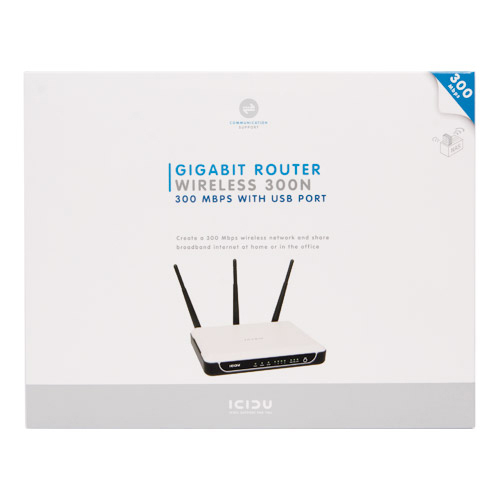 300
Mbps
COMMUNICATION
SUPPORT
GIGABIT ROUTER
WIRELESS 300N
300 MBPS WITH USB PORT
Create a 300 Mbps wireless network and share
broadband internet at home or in the office
ICIDU
ICIDU